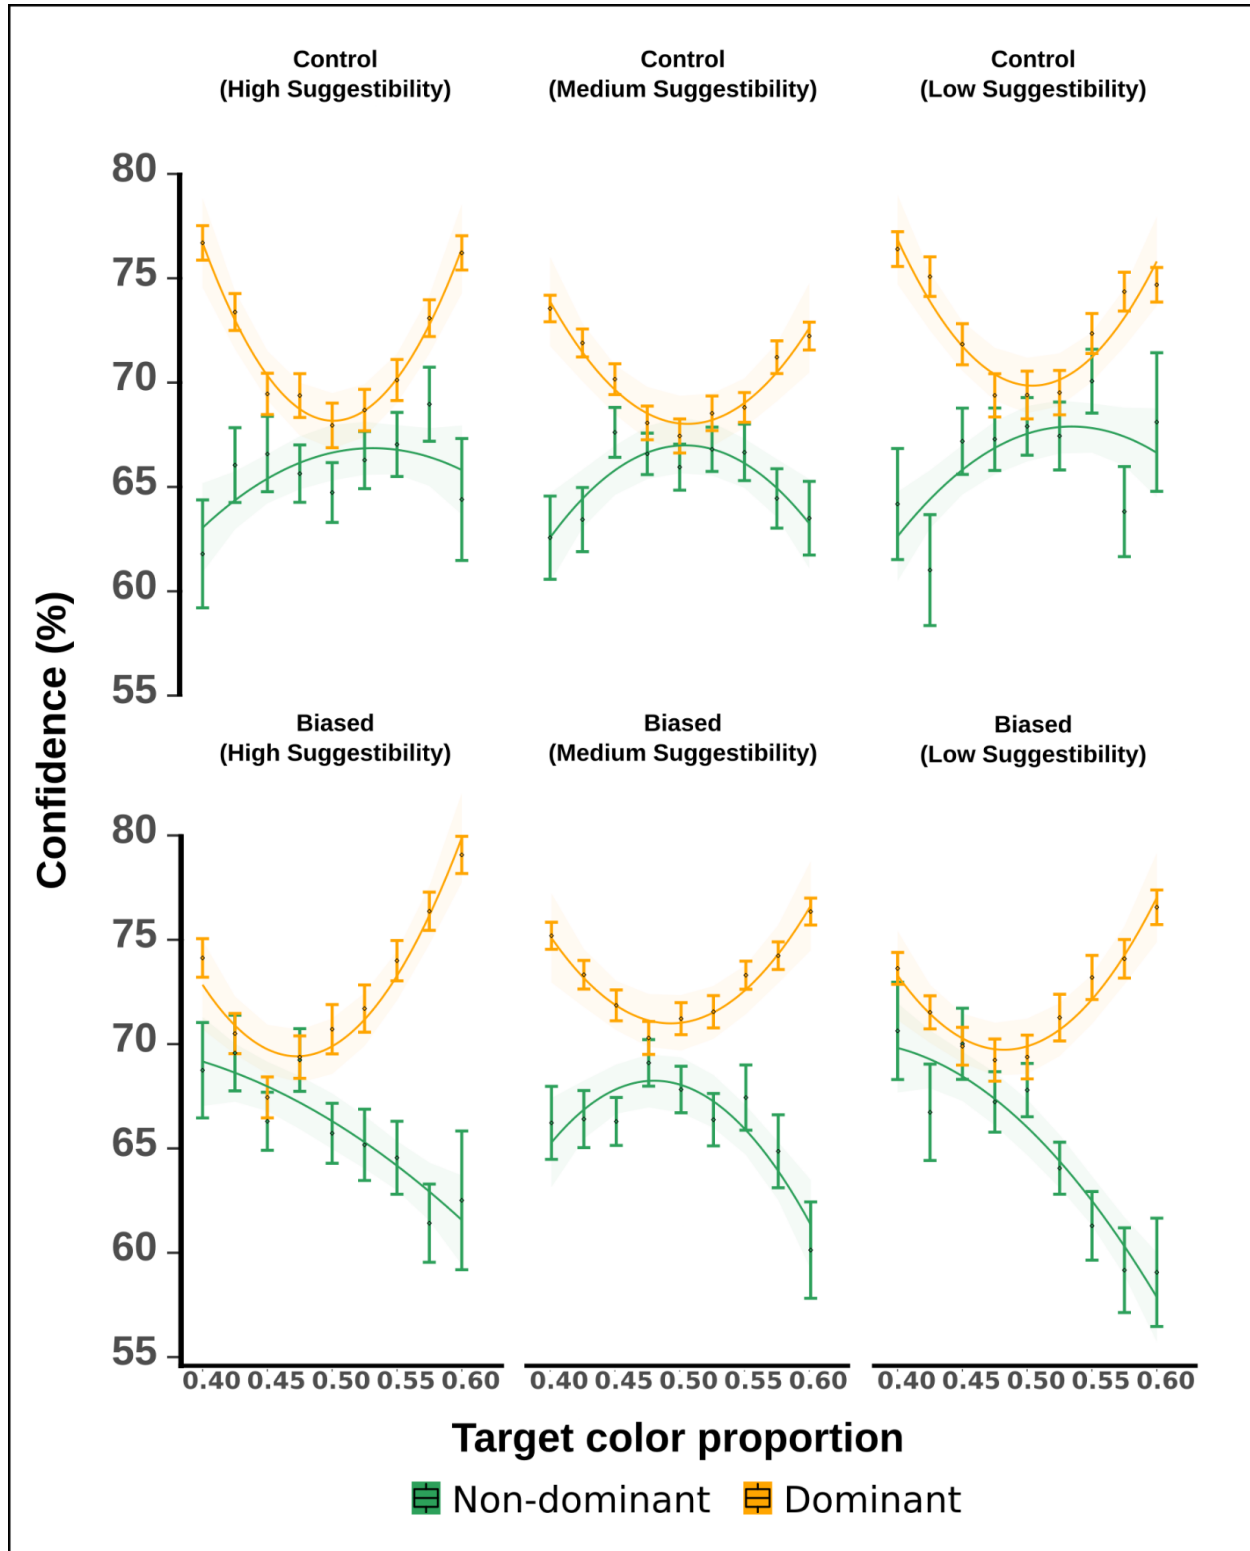 Control
(High Suggestibility)
Control
(Medium Suggestibility)
Control
(Low Suggestibility)
80
75
70
65
60
55
Confidence (%)
Biased
(High Suggestibility)
Biased
(Medium Suggestibility)
Biased
(Low Suggestibility)
80
75
70
65
60
55
0.40 0.45 0.50 0.55 0.60
0.40 0.45 0.50 0.55 0.60
0.40 0.45 0.50 0.55 0.60
Target color proportion
Non-dominant
Dominant